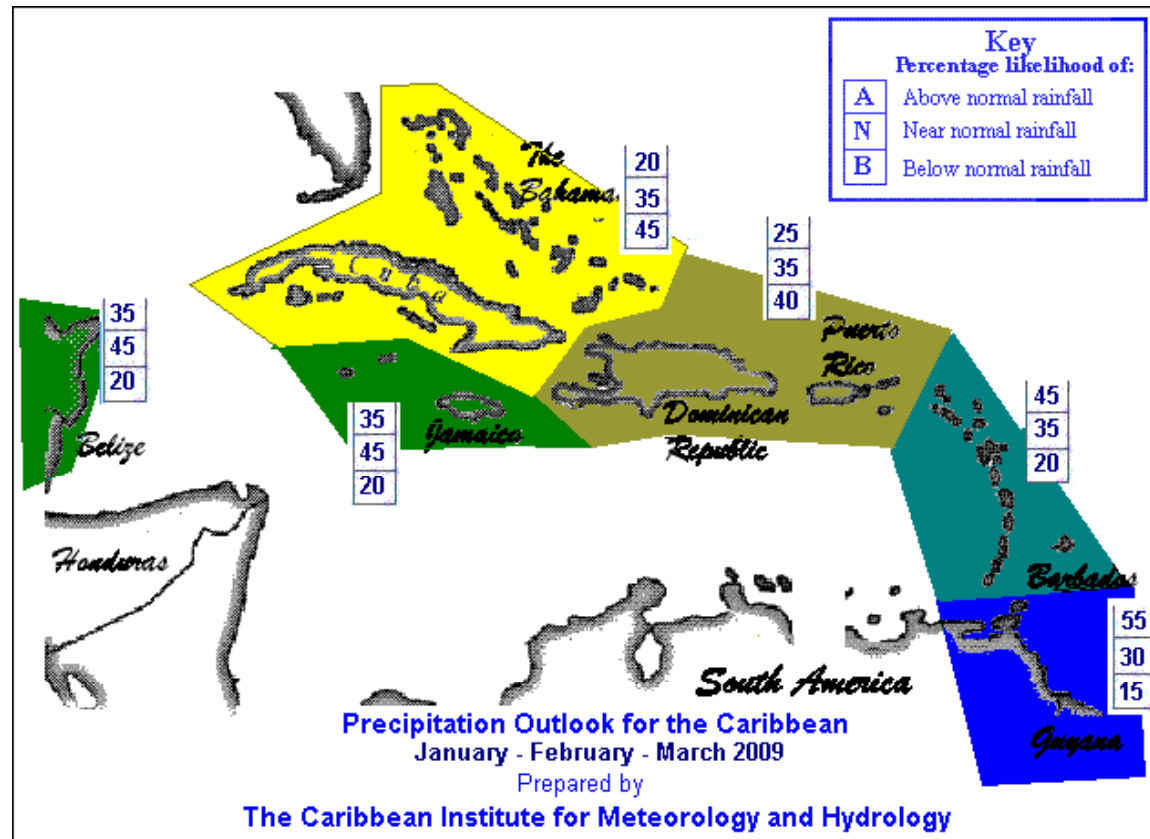 Key
Percentage likelihood of:
A Above normal rainfall
N Near normal rainfall
B Below normal rainfall
The
Bahama
20
35
45
Cuba
25
35
40
Puerto
Rico
35
45
20
Belize
35
45
20
Jamaica
Dominican
Republic
45
35
20
Barbados
Honduras
55
30
15
South America
Guyana
Precipitation Outlook for the Caribbean
January - February - March 2009
Prepared by
The Caribbean Institute for Meteorology and Hydrology